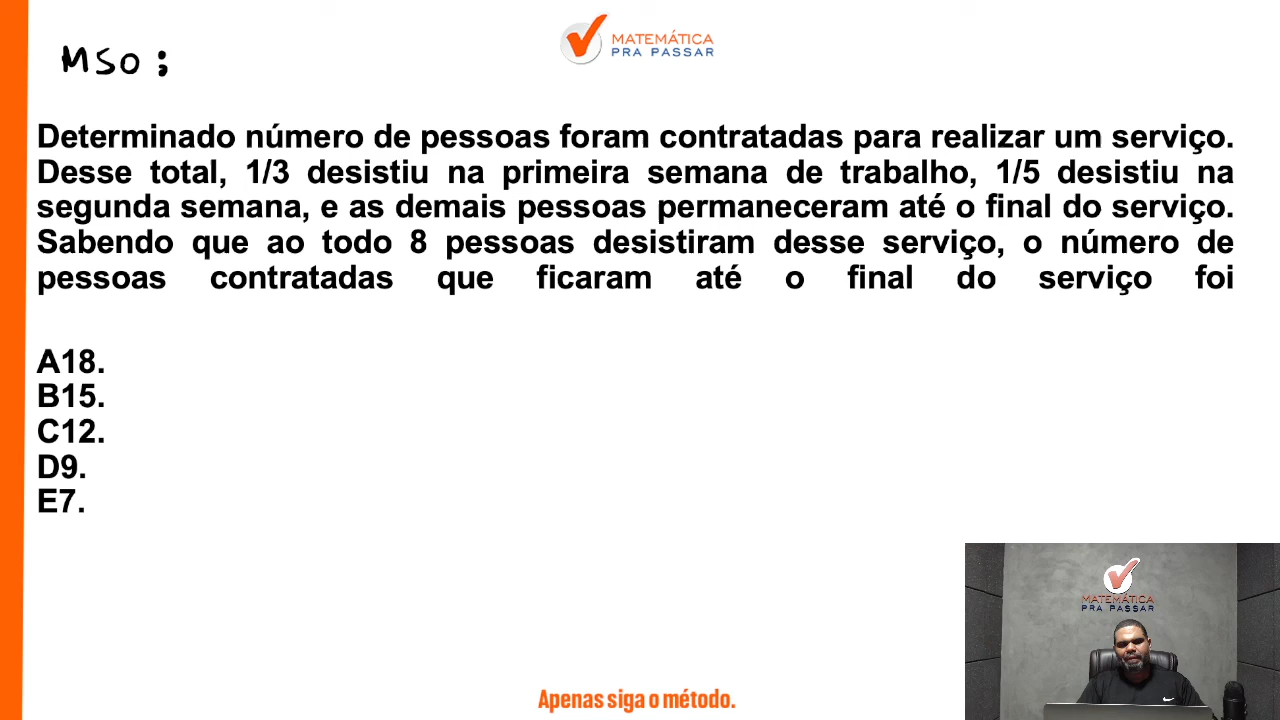 MATEMÁTICA
PRA PASSAR
MSO ;
Determinado número de pessoas foram contratadas para realizar um serviço.
Desse total, 1/3 desistiu na primeira semana de trabalho, 1/5 desistiu na
segunda semana, e as demais pessoas permaneceram até o final do serviço.
Sabendo que ao todo 8 pessoas desistiram desse serviço, o número de
pessoas contratadas que ficaram até o final do serviço foi
A18.
B15.
C12.
D9.
E7.
MATEMÁTICA
PRA PASSAR
Apenas siga o método.